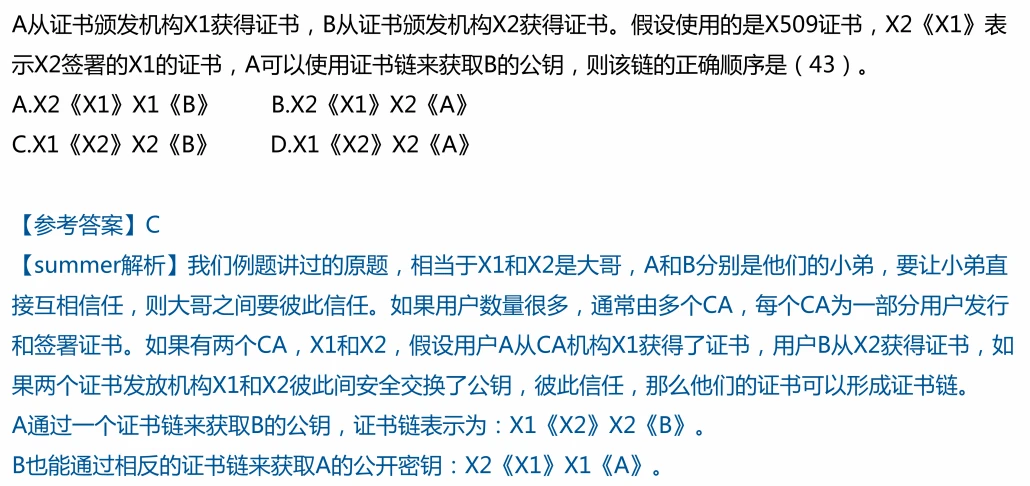 A从证书颁发机构X1获得证书，B从证书颁发机构X2获得证书。假设使用的是X509证书，X2《X1》表
示X2签署的X1的证书，A可以使用证书链来获取B的公钥，则该链的正确顺序是（43）。
A.X2《X1》X1《B》 B.X2《X1》X2《A》
C.X1《X2》X2《B》 D.X1《X2》X2《A》
【参考答案】C
【summer解析】我们例题讲过的原题，相当于X1和X2是大哥，A和B分别是他们的小弟，要让小弟直
接互相信任，则大哥之间要彼此信任。如果用户数量很多，通常由多个CA，每个CA为一部分用户发行
和签署证书。如果有两个CA，X1和X2，假设用户A从CA机构X1获得了证书，用户B从X2获得证书，如
果两个证书发放机构X1和X2彼此间安全交换了公钥，彼此信任，那么他们的证书可以形成证书链。
A通过一个证书链来获取B的公钥，证书链表示为：X1《X2》X2《B》。
B也能通过相反的证书链来获取A的公开密钥：X2《X1》X1《A》。